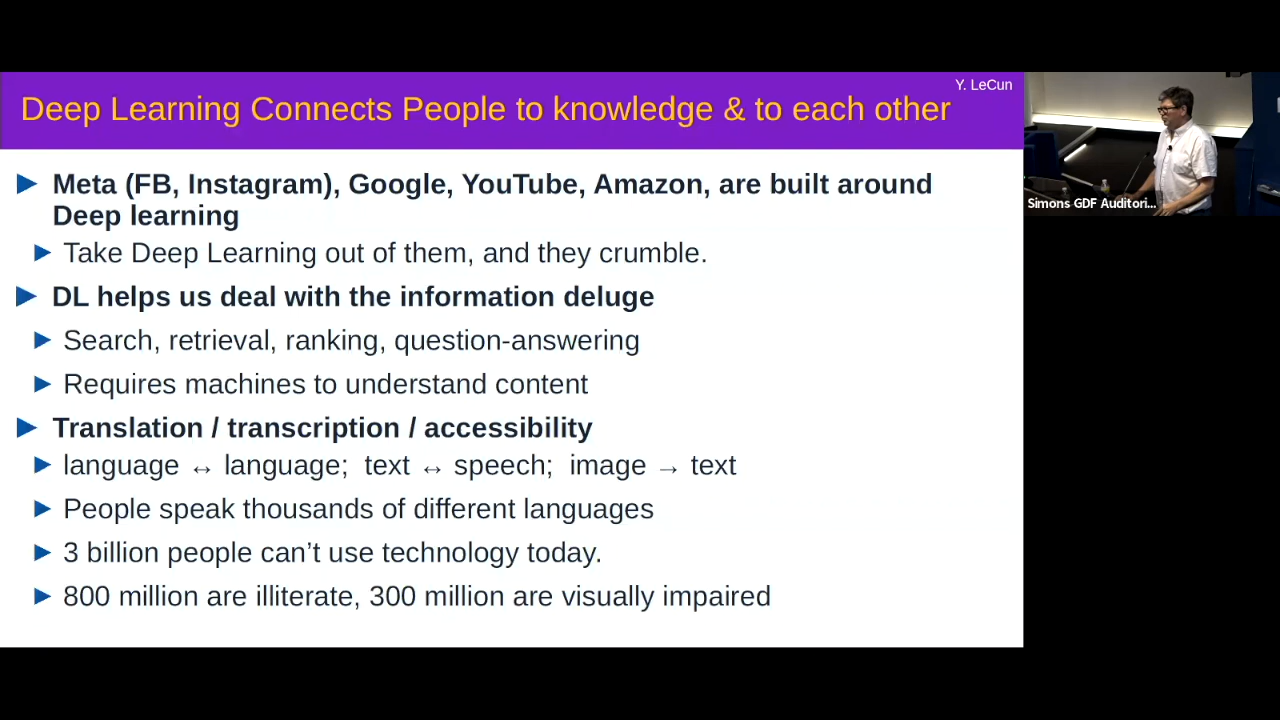 Y. LeCun
Deep Learning Connects People to knowledge & to each other
Meta (FB, Instagram), Google, YouTube, Amazon, are built around
Deep learning
Take Deep Learning out of them, and they crumble.
DL helps us deal with the information deluge
Search, retrieval, ranking, question-answering
Requires machines to understand content
Translation / transcription / accessibility
language ↔ language;  text ↔ speech;  image → text
People speak thousands of different languages
3 billion people can’t use technology today.
800 million are illiterate, 300 million are visually impaired
Simons GDF Auditori...